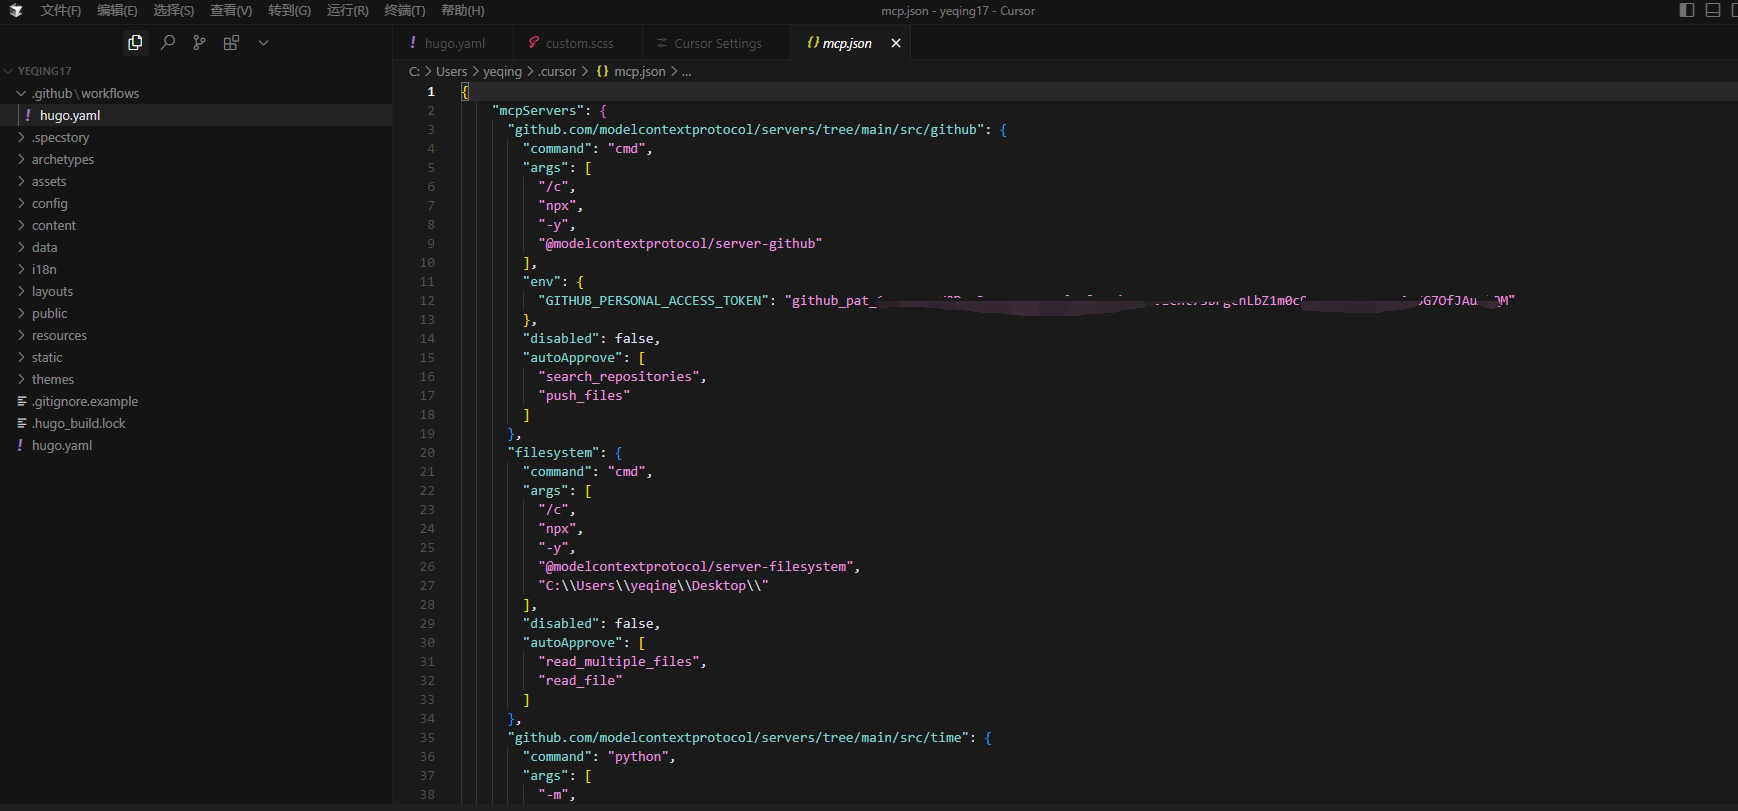 文件(F) 编辑(E) 选择(S) 查看(V) 转到(G) 运行(R) 终端(T) 帮助(H) mcp.json - yeqing17 - Cursor
hugo.yaml custom.scss Cursor Settings {} mcp.json
YEQING17
.github\workflows
hugo.yaml
.specstory
archetypes
assets
config
content
data
i18n
layouts
public
resources
static
themes
.gitignore.example
.hugo_build.lock
hugo.yaml
C: > Users > yeqing > .cursor > {} mcp.json > ...
1 {
2 "mcpServers": {
3 "github.com/modelcontextprotocol/servers/tree/main/src/github": {
4 "command": "cmd",
5 "args": [
6 "/c",
7 "npx",
8 "-y",
9 "@modelcontextprotocol/server-github"
10 ],
11 "env": {
12 "GITHUB_PERSONAL_ACCESS_TOKEN": "github_pat_
13 },
14 "disabled": false,
15 "autoApprove": [
16 "search_repositories",
17 "push_files"
18 ]
19 },
20 "filesystem": {
21 "command": "cmd",
22 "args": [
23 "/c",
24 "npx",
25 "-y",
26 "@modelcontextprotocol/server-filesystem",
27 "C:\\Users\\yeqing\\Desktop\\"
28 ],
29 "disabled": false,
30 "autoApprove": [
31 "read_multiple_files",
32 "read_file"
33 ]
34 },
35 "github.com/modelcontextprotocol/servers/tree/main/src/time": {
36 "command": "python",
37 "args": [
38 "-m",